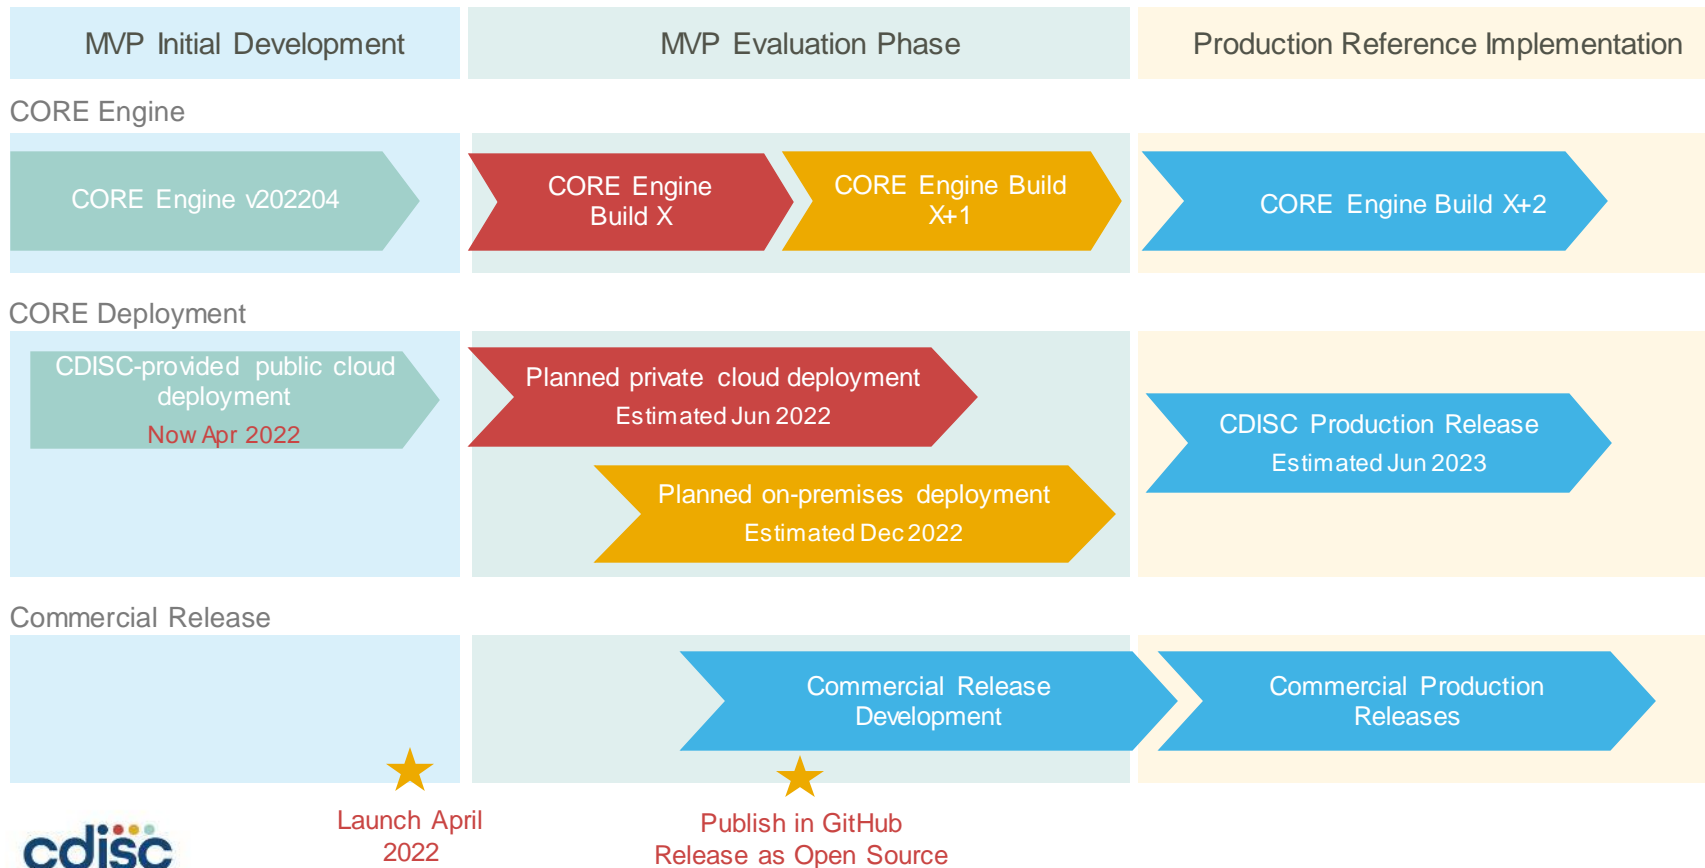 MVP Initial Development
MVP Evaluation Phase
Production Reference Implementation
CORE Engine
CORE Engine v202204
CORE Engine
Build X
CORE Engine Build
X+1
CORE Engine Build X+2
CORE Deployment
CDISC-provided public cloud
deployment
Now Apr 2022
Planned private cloud deployment
Estimated Jun 2022
Planned on-premises deployment
Estimated Dec 2022
CDISC Production Release
Estimated Jun 2023
Commercial Release
Commercial Release
Development
Commercial Production
Releases
Launch April
2022
Publish in GitHub
Release as Open Source
cdisc